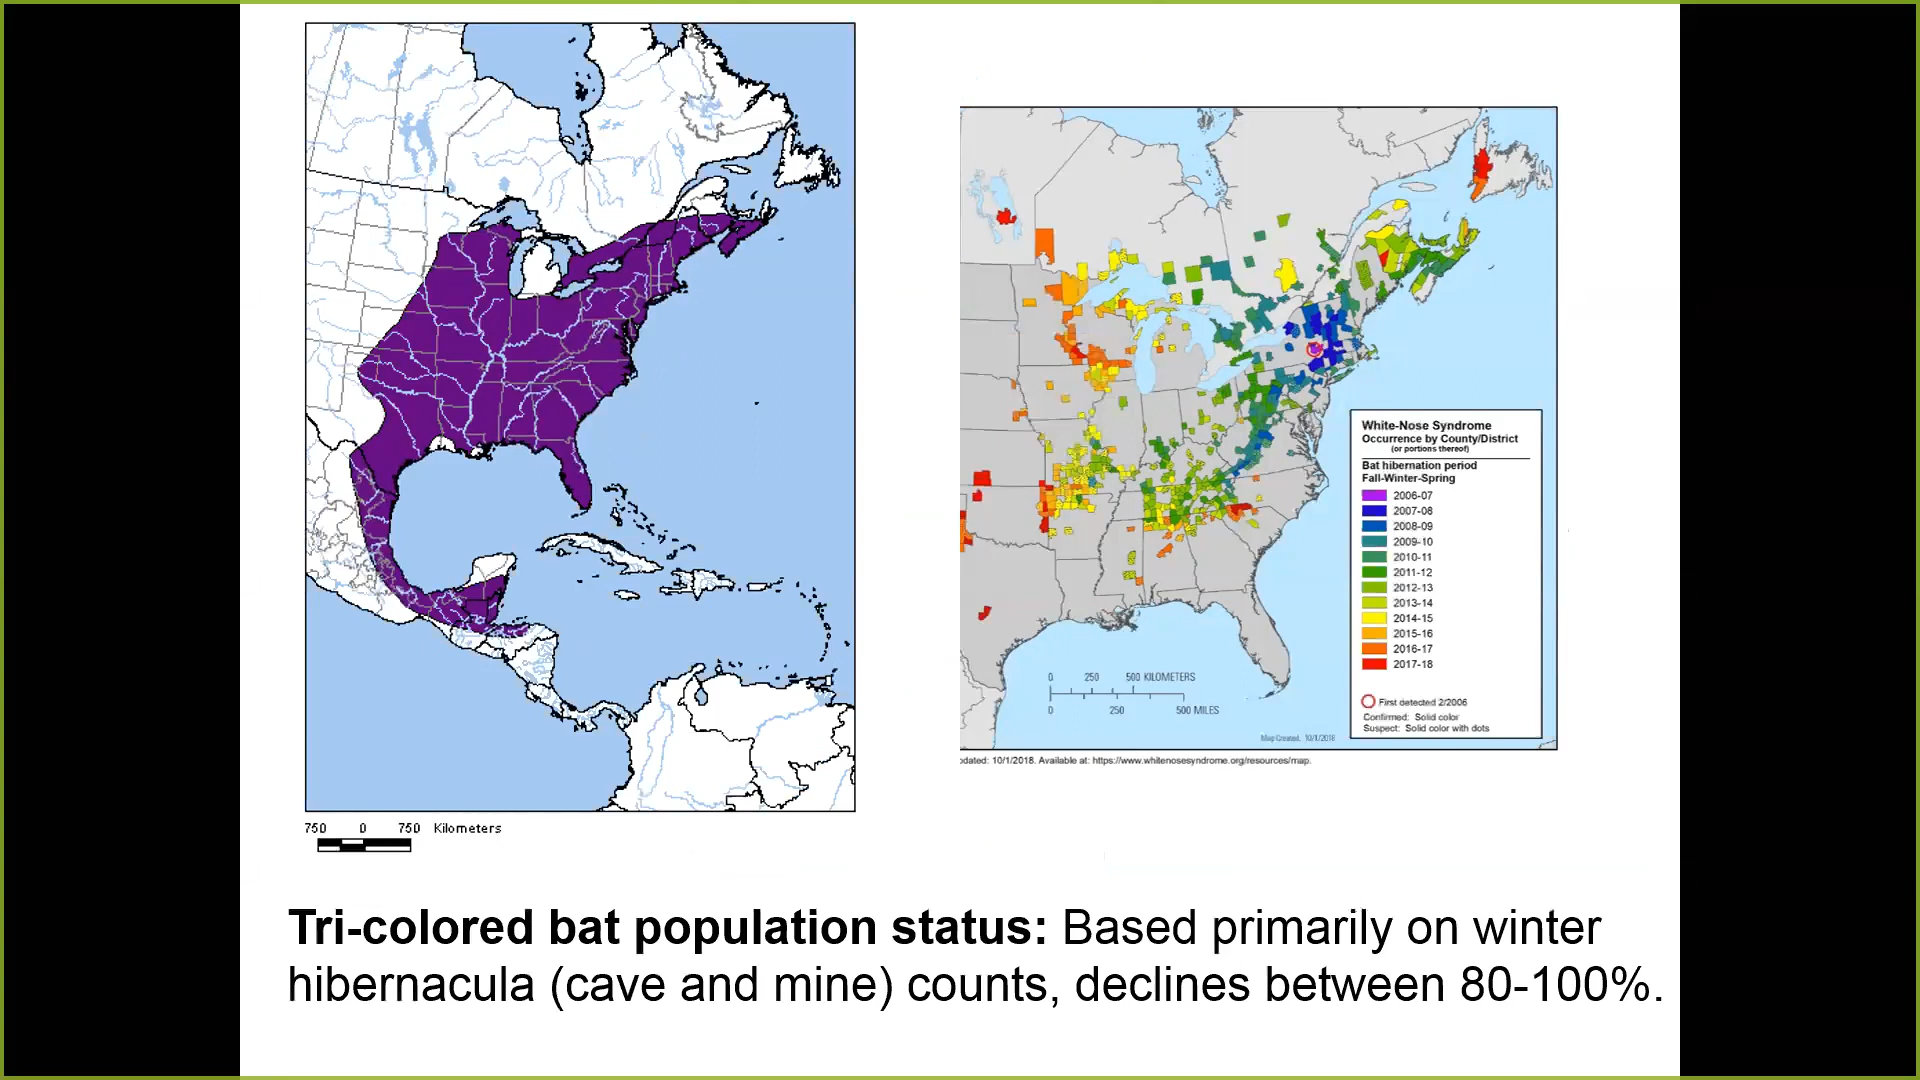 750 0 750 Kilometers
White-Nose Syndrome
Occurrence by County/District
(or portions thereof)
Bat hibernation period
Fall-Winter-Spring
2006-07
2007-08
2008-09
2009-10
2010-11
2011-12
2012-13
2013-14
2014-15
2015-16
2016-17
2017-18
First detected 2/2006
Confirmed: Solid color
Suspect: Solid color with dots
0 250 500 KILOMETERS
0 250 500 MILES
Map Created: 10/1/2018
pdated: 10/1/2018. Available at: https://www.whitenosesyndrome.org/resources/map.
Tri-colored bat population status: Based primarily on winter
hibernacula (cave and mine) counts, declines between 80-100%.